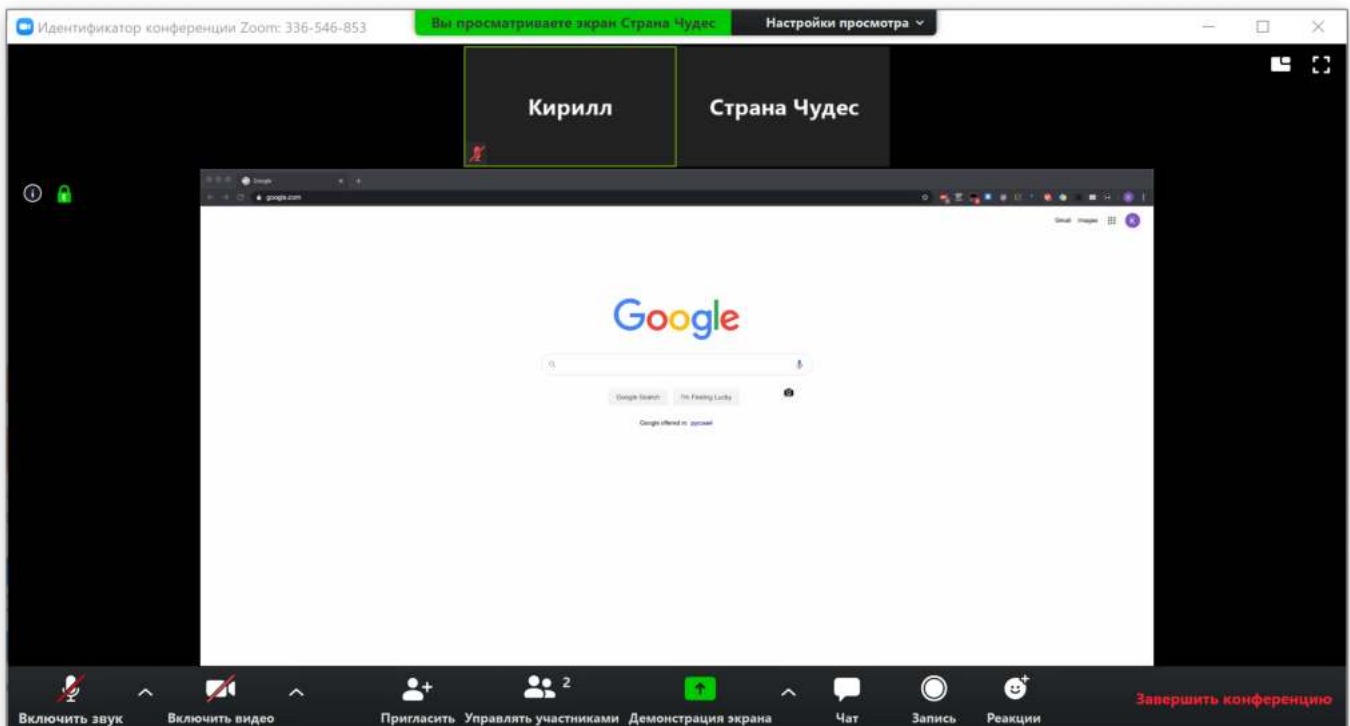 Идентификатор конференции Zoom: 336-546-853
Вы просматриваете экран Страна Чудес
Настройки просмотра
Кирилл
Страна Чудес
Google
google.com
Gmail Images
K
Google
Google Search I'm Feeling Lucky
Google offered in: русский
2
Включить звук
Включить видео
Пригласить
Управлять участниками
Демонстрация экрана
Чат
Запись
Реакции
Завершить конференцию